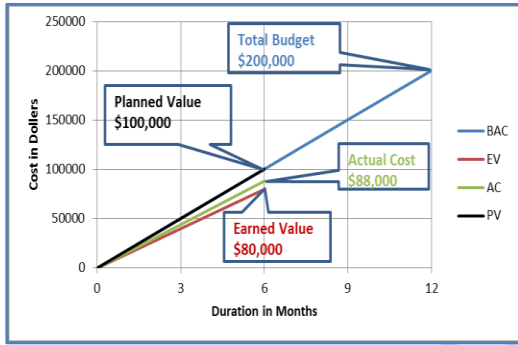 250000
200000
150000
100000
50000
0
Cost in Dollers
Total Budget
$200,000
Planned Value
$100,000
Actual Cost
$88,000
Earned Value
$80,000
BAC
EV
AC
PV
0 3 6 9 12
Duration in Months